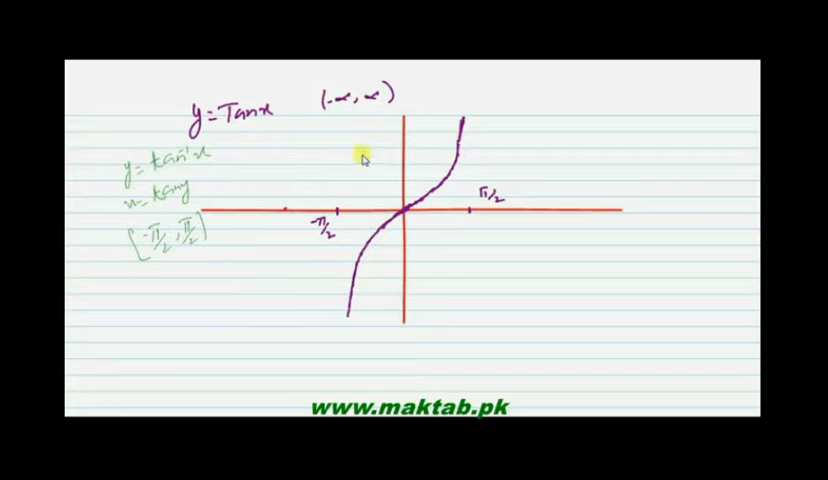 y = Tanx (-∞, ∞)
y = tan⁻¹x
x = tany
[-π/2, π/2]
π/2
-π/2
www.maktab.pk